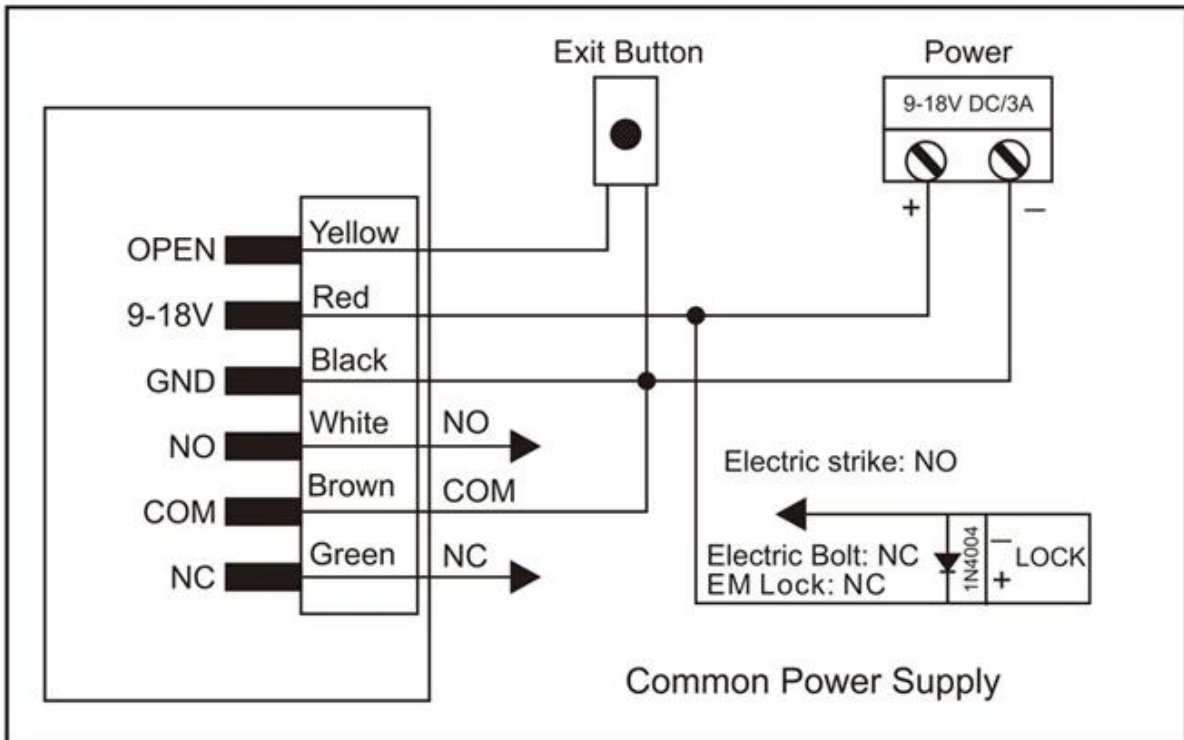 Exit Button
Power
9-18V DC/3A
+
—
OPEN
Yellow
9-18V
Red
GND
Black
NO
White
NO
COM
Brown
COM
NC
Green
NC
Electric strike: NO
Electric Bolt: NC
EM Lock: NC
1N4004
—
+
LOCK
Common Power Supply